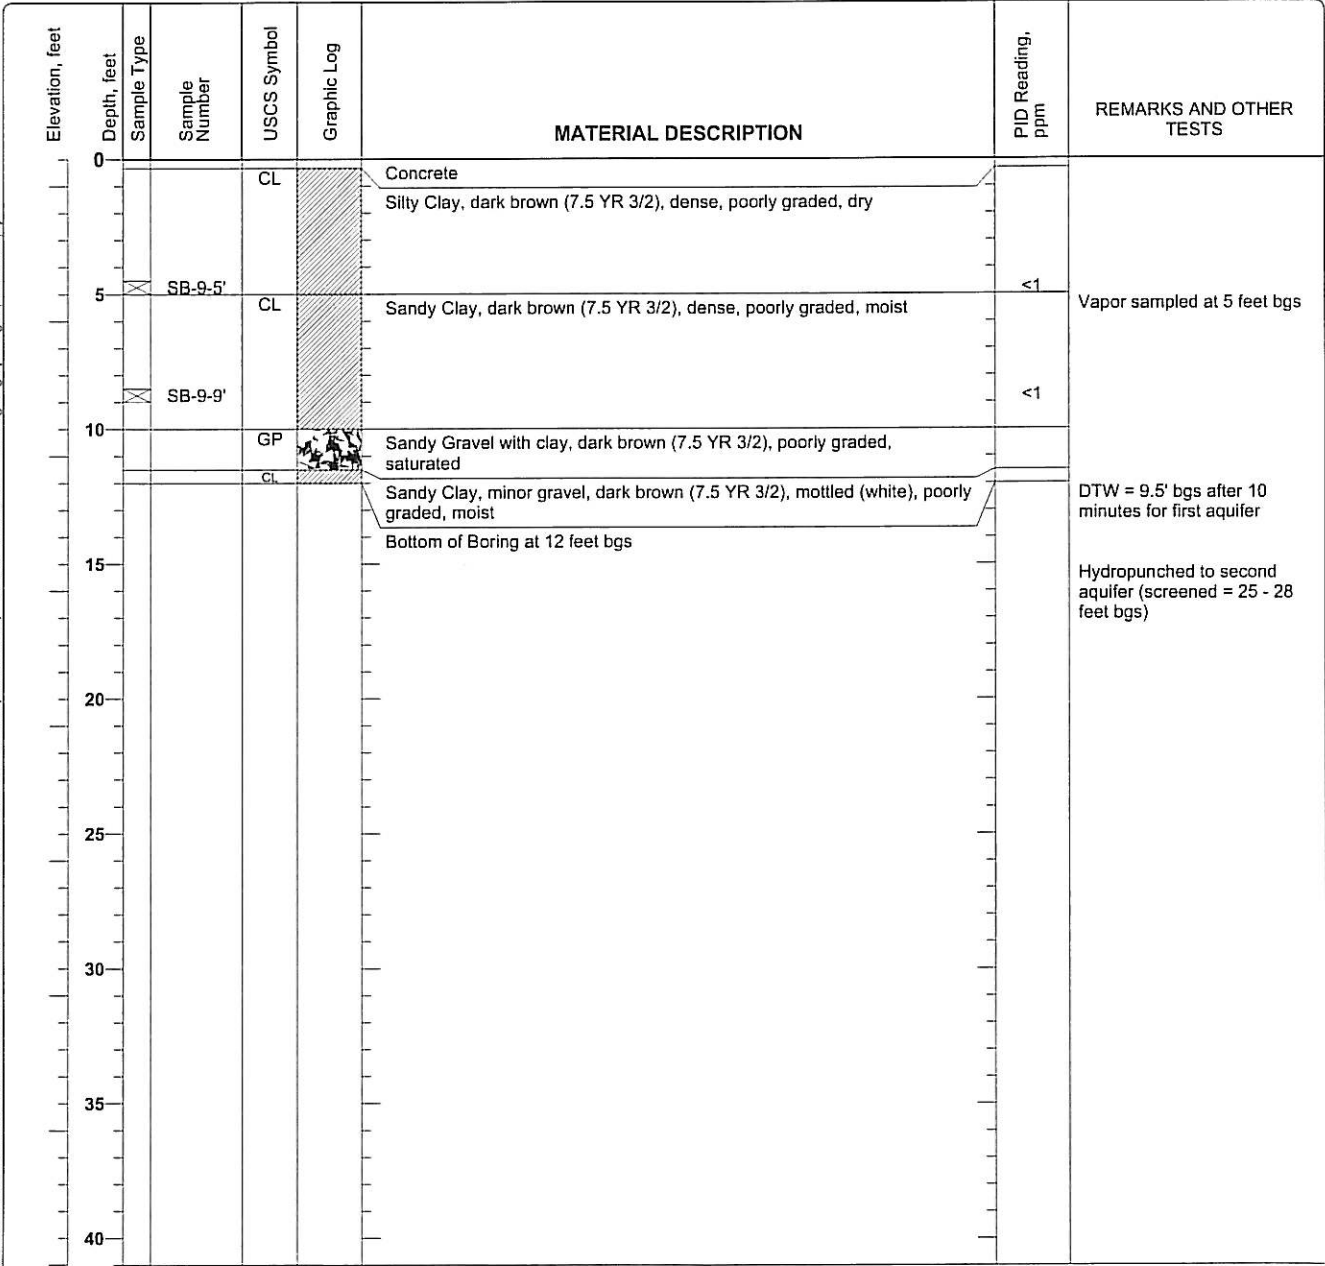 Elevation, feet
Depth, feet
Sample Type
Sample
Number
USCS Symbol
Graphic Log
MATERIAL DESCRIPTION
PID Reading,
ppm
REMARKS AND OTHER
TESTS
0
CL
Concrete
Silty Clay, dark brown (7.5 YR 3/2), dense, poorly graded, dry
SB-9-5'
<1
5
CL
Sandy Clay, dark brown (7.5 YR 3/2), dense, poorly graded, moist
Vapor sampled at 5 feet bgs
SB-9-9'
<1
10
GP
Sandy Gravel with clay, dark brown (7.5 YR 3/2), poorly graded,
saturated
CL
Sandy Clay, minor gravel, dark brown (7.5 YR 3/2), mottled (white), poorly
graded, moist
DTW = 9.5' bgs after 10
minutes for first aquifer
Bottom of Boring at 12 feet bgs
15
Hydropunched to second
aquifer (screened = 25 - 28
feet bgs)
20
25
30
35
40